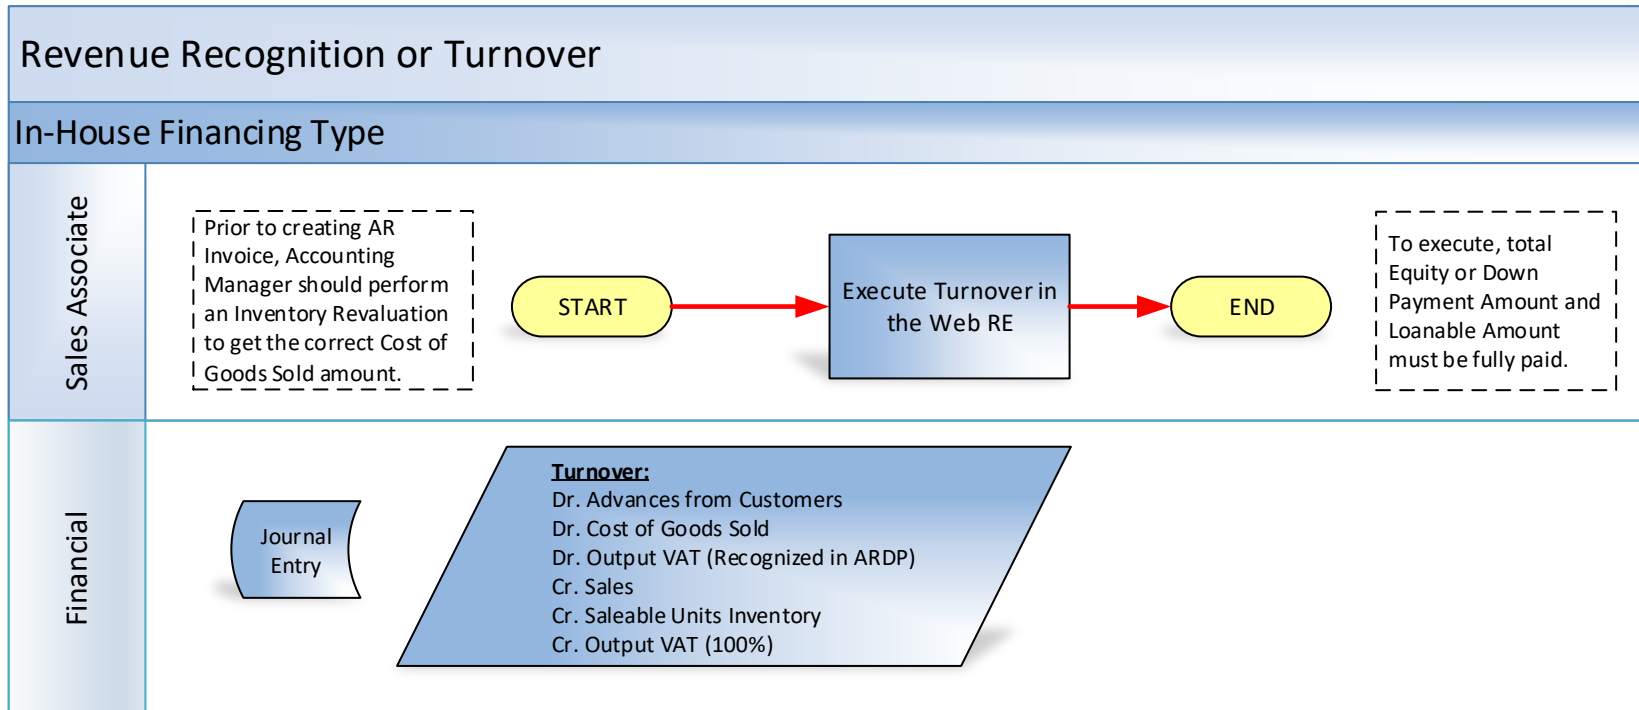 Revenue Recognition or Turnover
In-House Financing Type
Sales Associate
Prior to creating AR
Invoice, Accounting
Manager should perform
an Inventory Revaluation
to get the correct Cost of
Goods Sold amount.
START
Execute Turnover in
the Web RE
END
To execute, total
Equity or Down
Payment Amount and
Loanable Amount
must be fully paid.
Financial
Journal
Entry
Turnover:
Dr. Advances from Customers
Dr. Cost of Goods Sold
Dr. Output VAT (Recognized in ARDP)
Cr. Sales
Cr. Saleable Units Inventory
Cr. Output VAT (100%)